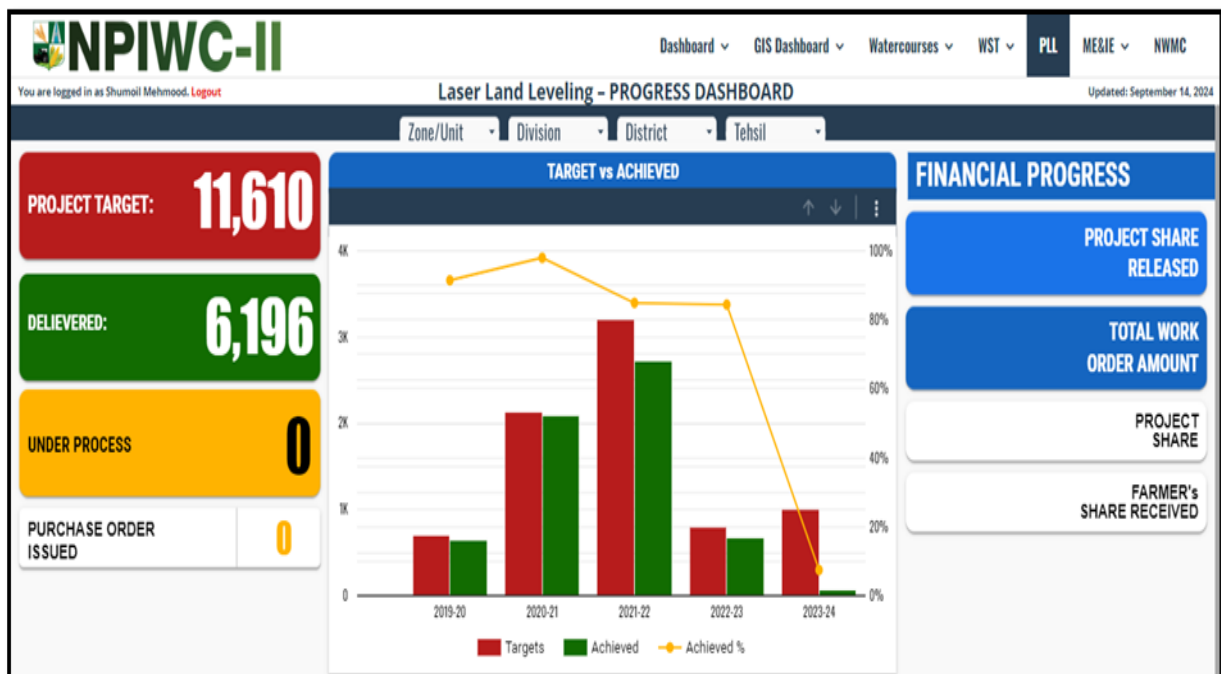 NPIWC-II
Dashboard
GIS Dashboard
Watercourses
WST
PLL
ME&IE
NWMC
You are logged in as Shumoil Mehmood. Logout
Laser Land Leveling – PROGRESS DASHBOARD
Updated: September 14, 2024
Zone/Unit
Division
District
Tehsil
PROJECT TARGET:
11,610
DELIEVERED:
6,196
UNDER PROCESS
0
PURCHASE ORDER
ISSUED
0
TARGET vs ACHIEVED
4K
3K
2K
1K
0
100%
80%
60%
40%
20%
0%
2019-20
2020-21
2021-22
2022-23
2023-24
Targets
Achieved
Achieved %
FINANCIAL PROGRESS
PROJECT SHARE
RELEASED
TOTAL WORK
ORDER AMOUNT
PROJECT
SHARE
FARMER's
SHARE RECEIVED